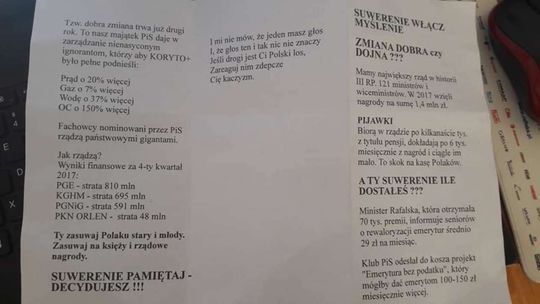 Tzw. dobra zmiana trwa już drugi
rok. To nasz majątek PiS daje w
zarządzanie nienasyconym
ignorantom, którzy aby KORYTO+
było pełne podnieśli:
Prąd o 20% więcej
Gaz o 7% więcej
Wodę o 37% więcej
OC o 150% więcej
Fachowcy nominowani przez PiS
rządzą państwowymi gigantami.
Jak rządzą?
Wyniki finansowe za 4-ty kwartał
2017:
PGE - strata 810 mln
KGHM - strata 695 mln
PGNiG - strata 591 mln
PKN ORLEN - strata 48 mln
Ty zasuwaj Polaku stary i młody.
Zasuwaj na księży i rządowe
nagrody.
SUWERENIE PAMIĘTAJ -
DECYDUJESZ !!!
I mi nie mów, że jeden masz głos
I, że głos ten i tak nic nie znaczy
Jeśli drogi jest Ci Polski los,
Zareaguj nim zdepcze
Cię kaczyzm.
SUWERENIE WŁĄCZ
MYŚLENIE
ZMIANA DOBRA czy
DOJNA ???
Mamy największy rząd w historii
III RP. 121 ministrów i
wiceministrów. W 2017 wzięli
nagrody na sumę 1,4 mln zł.
PIJAWKI
Biorą w rządzie po kilkanaście tys.
z tytułu pensji, dokładają po 6 tys.
miesięcznie z nagród i ciągle im
mało. To skok na kasę Polaków.
A TY SUWERENIE ILE
DOSTAŁEŚ ???
Minister Rafalska, która otrzymała
70 tys. premii, informuje seniorów
o rewaloryzacji emerytur średnio
29 zł na miesiąc.
Klub PiS odesłał do kosza projekt
"Emerytura bez podatku", który
mógłby dać emerytom 100-150 zł
miesięcznie więcej.